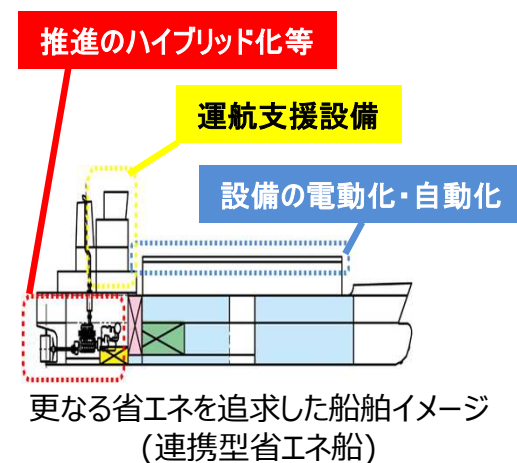 推進のハイブリッド化等
運航支援設備
設備の電動化・自動化
更なる省エネを追求した船舶イメージ
(連携型省エネ船)